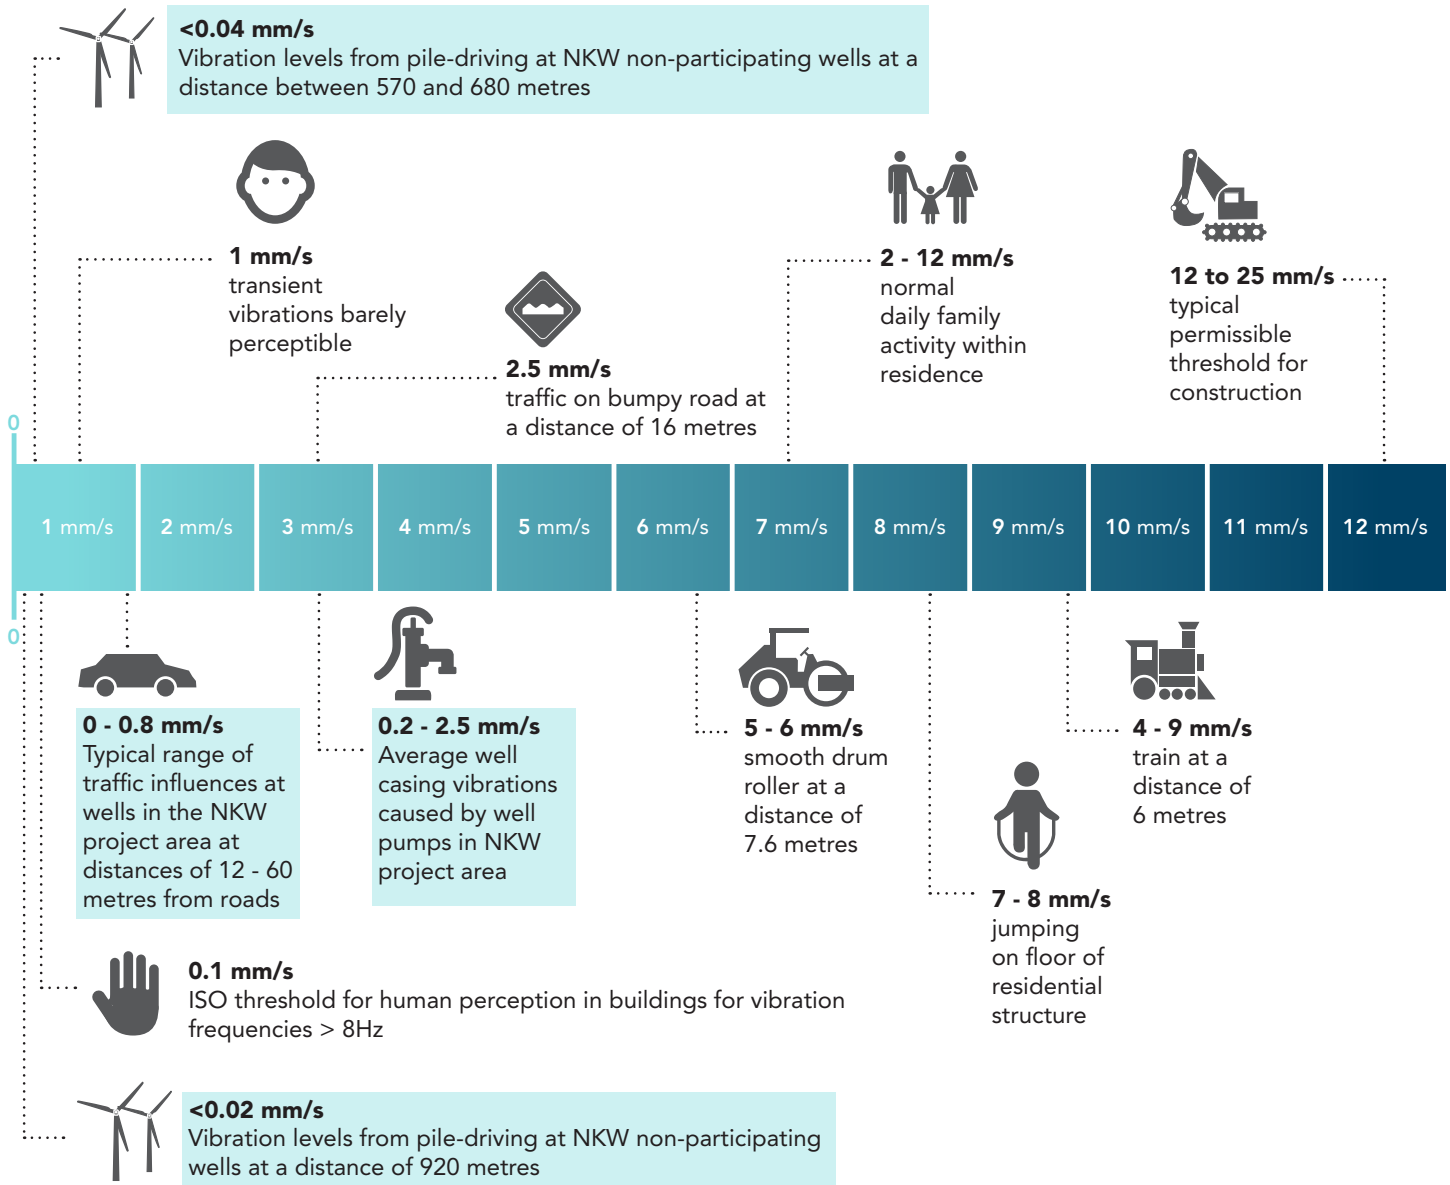 <0.04 mm/s
Vibration levels from pile-driving at NKW non-participating wells at a
distance between 570 and 680 metres
1 mm/s
transient
vibrations barely
perceptible
2.5 mm/s
traffic on bumpy road at
a distance of 16 metres
2 - 12 mm/s
normal
daily family
activity within
residence
12 to 25 mm/s
typical
permissible
threshold for
construction
0
1 mm/s
2 mm/s
3 mm/s
4 mm/s
5 mm/s
6 mm/s
7 mm/s
8 mm/s
9 mm/s
10 mm/s
11 mm/s
12 mm/s
0
0 - 0.8 mm/s
Typical range of
traffic influences at
wells in the NKW
project area at
distances of 12 - 60
metres from roads
0.2 - 2.5 mm/s
Average well
casing vibrations
caused by well
pumps in NKW
project area
5 - 6 mm/s
smooth drum
roller at a
distance of
7.6 metres
7 - 8 mm/s
jumping
on floor of
residential
structure
4 - 9 mm/s
train at a
distance of
6 metres
0.1 mm/s
ISO threshold for human perception in buildings for vibration
frequencies > 8Hz
<0.02 mm/s
Vibration levels from pile-driving at NKW non-participating
wells at a distance of 920 metres